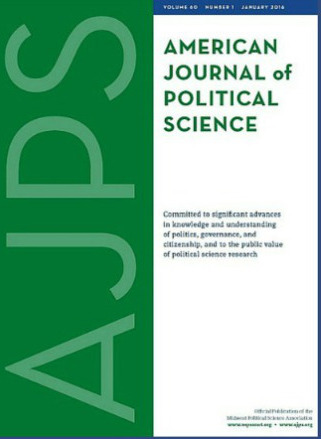 VOLUME 60 NUMBER 1 JANUARY 2016
AJPS
AMERICAN
JOURNAL of
POLITICAL
SCIENCE
Committed to significant advances
in knowledge and understanding
of politics, governance, and
citizenship, and to the public value
of political science research
Official Publication of the
Midwest Political Science Association
www.mpsanet.org • www.ajps.org